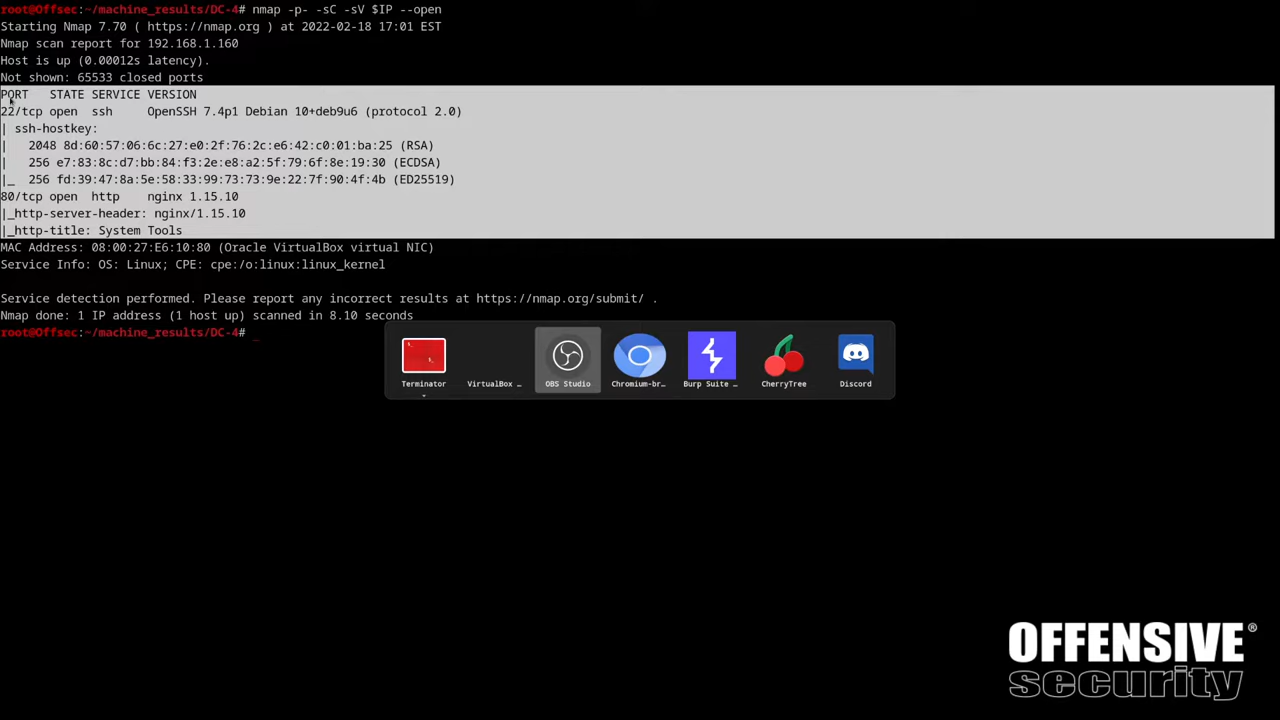 root@Offsec:~/machine_results/DC-4# nmap -p- -sC -sV $IP --open
Starting Nmap 7.70 ( https://nmap.org ) at 2022-02-18 17:01 EST
Nmap scan report for 192.168.1.160
Host is up (0.00012s latency).
Not shown: 65533 closed ports
PORT   STATE SERVICE VERSION
22/tcp open  ssh     OpenSSH 7.4p1 Debian 10+deb9u6 (protocol 2.0)
| ssh-hostkey:
|   2048 8d:60:57:06:6c:27:e0:2f:76:2c:e6:42:c0:01:ba:25 (RSA)
|   256 e7:83:8c:d7:bb:84:f3:2e:e8:a2:5f:79:6f:8e:19:30 (ECDSA)
|_  256 fd:39:47:8a:5e:58:33:99:73:73:9e:22:7f:90:4f:4b (ED25519)
80/tcp open  http    nginx 1.15.10
|_http-server-header: nginx/1.15.10
|_http-title: System Tools
MAC Address: 08:00:27:E6:10:80 (Oracle VirtualBox virtual NIC)
Service Info: OS: Linux; CPE: cpe:/o:linux:linux_kernel
Service detection performed. Please report any incorrect results at https://nmap.org/submit/ .
Nmap done: 1 IP address (1 host up) scanned in 8.10 seconds
root@Offsec:~/machine_results/DC-4# _
Terminator
VirtualBox ...
OBS Studio
Chromium-br...
Burp Suite ...
CherryTree
Discord
OFFENSIVE®
security